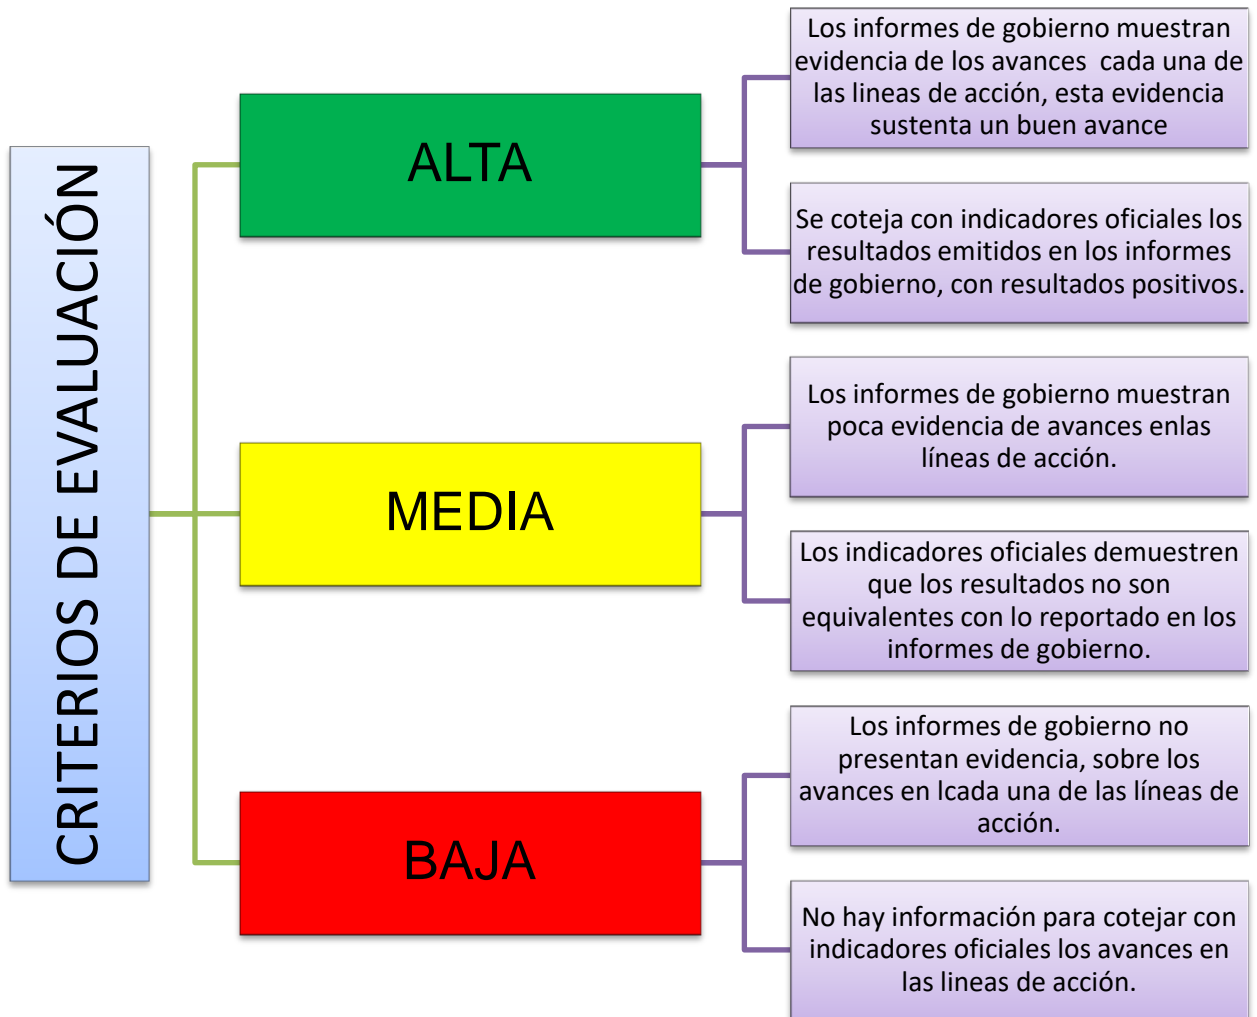 CRITERIOS DE EVALUACIÓN
ALTA
Los informes de gobierno muestran
evidencia de los avances cada una de
las lineas de acción, esta evidencia
sustenta un buen avance
Se coteja con indicadores oficiales los
resultados emitidos en los informes
de gobierno, con resultados positivos.
MEDIA
Los informes de gobierno muestran
poca evidencia de avances enlas
líneas de acción.
Los indicadores oficiales demuestren
que los resultados no son
equivalentes con lo reportado en los
informes de gobierno.
BAJA
Los informes de gobierno no
presentan evidencia, sobre los
avances en lcada una de las líneas de
acción.
No hay información para cotejar con
indicadores oficiales los avances en
las lineas de acción.